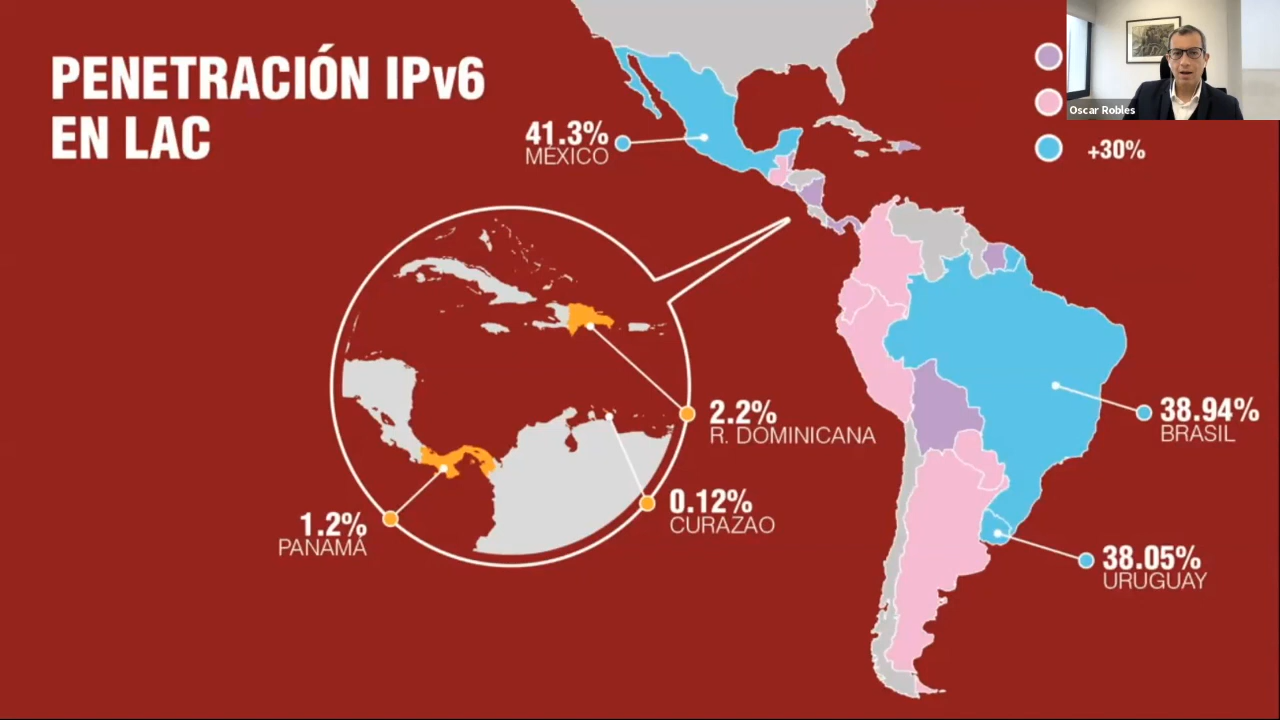 PENETRACIÓN IPv6
EN LAC
41.3%
MÉXICO
Oscar Robles
+30%
2.2%
R. DOMINICANA
0.12%
CURAZAO
1.2%
PANAMÁ
38.94%
BRASIL
38.05%
URUGUAY